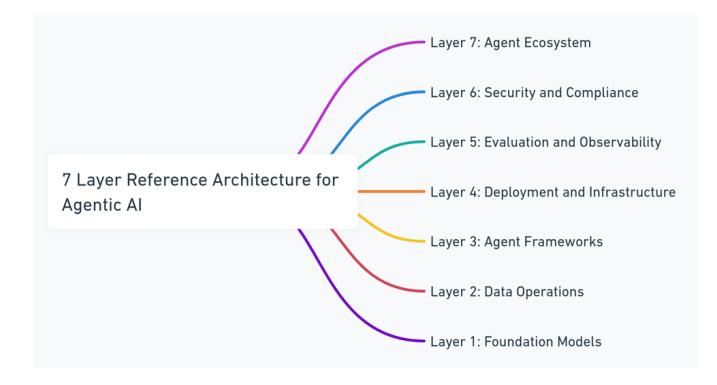 7 Layer Reference Architecture for
Agentic AI
Layer 7: Agent Ecosystem
Layer 6: Security and Compliance
Layer 5: Evaluation and Observability
Layer 4: Deployment and Infrastructure
Layer 3: Agent Frameworks
Layer 2: Data Operations
Layer 1: Foundation Models